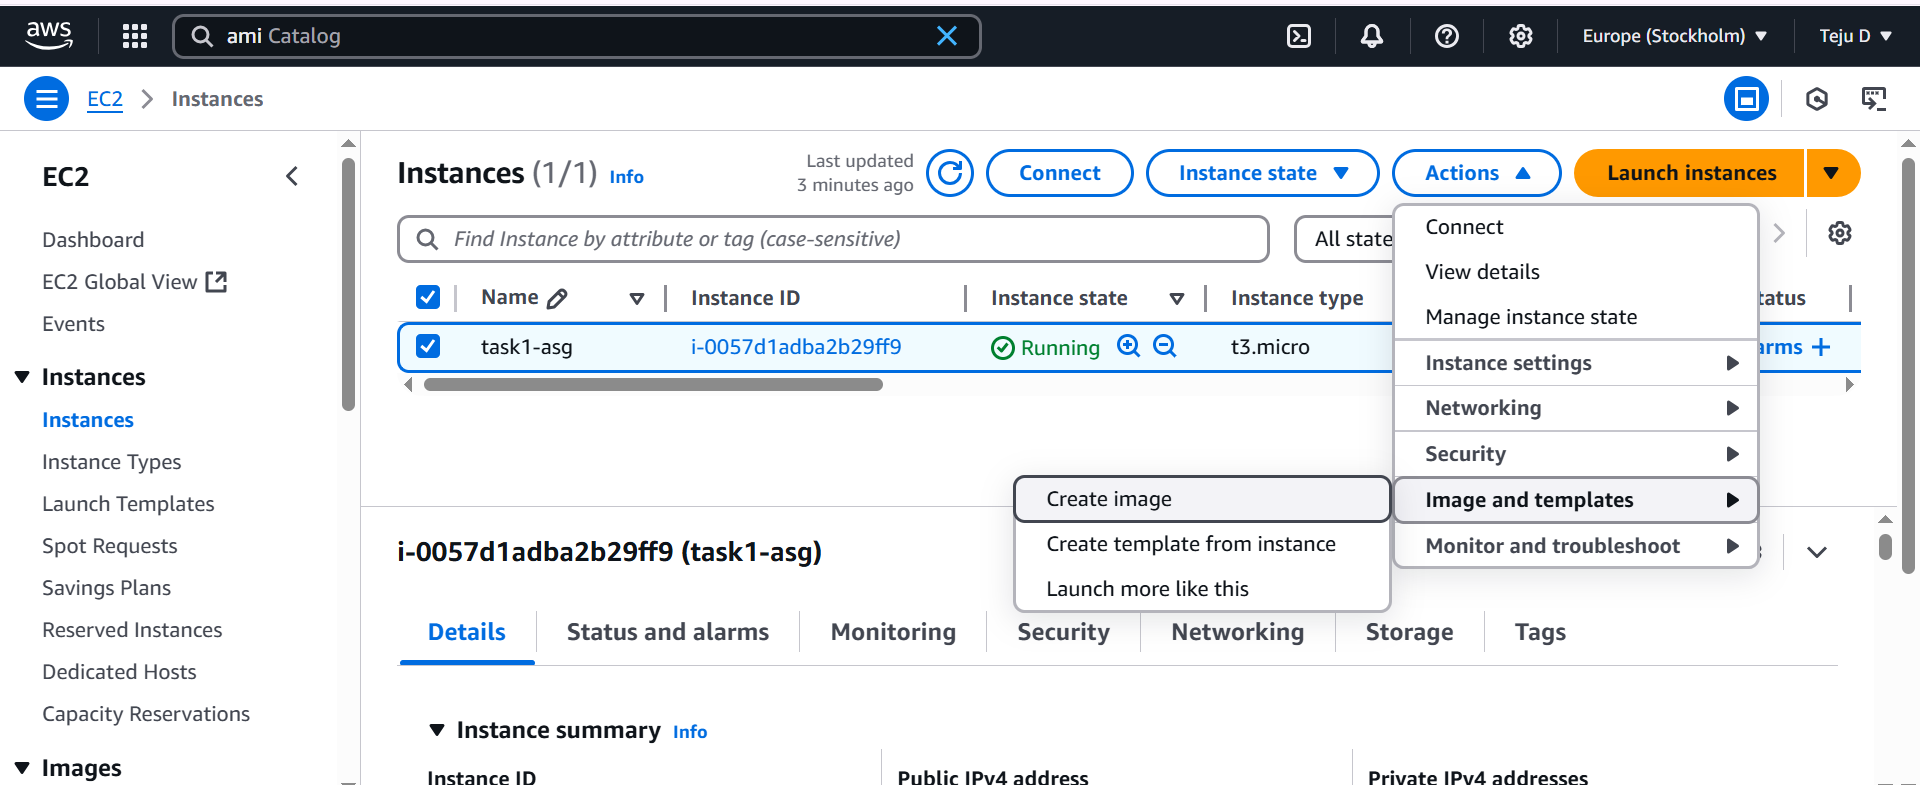 aws
ami Catalog
Europe (Stockholm)
Teju D
EC2
Instances
EC2
Dashboard
EC2 Global View
Events
Instances
Instances
Instance Types
Launch Templates
Spot Requests
Savings Plans
Reserved Instances
Dedicated Hosts
Capacity Reservations
Images
Instances (1/1) Info
Last updated
3 minutes ago
Connect
Instance state
Actions
Launch instances
Find Instance by attribute or tag (case-sensitive)
All state
Name
Instance ID
Instance state
Instance type
tatus
task1-asg
i-0057d1adba2b29ff9
Running
t3.micro
arms
Connect
View details
Manage instance state
Instance settings
Networking
Security
Image and templates
Monitor and troubleshoot
Create image
Create template from instance
Launch more like this
i-0057d1adba2b29ff9 (task1-asg)
Details
Status and alarms
Monitoring
Security
Networking
Storage
Tags
Instance summary Info
Instance ID
Public IPv4 address
Private IPv4 addresses